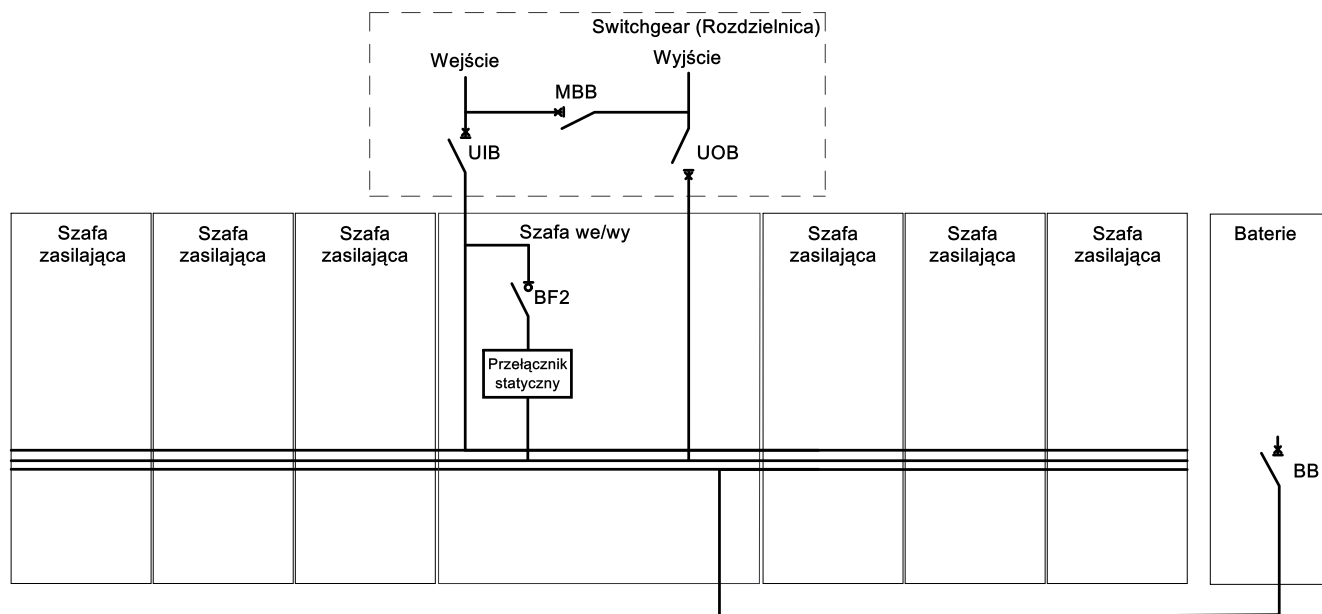 Switchgear (Rozdzielnica)
Wejście
Wyjście
MBB
UIB
UOB
Szafa
zasilająca
Szafa
zasilająca
Szafa
zasilająca
Szafa we/wy
Szafa
zasilająca
Szafa
zasilająca
Szafa
zasilająca
Baterie
BF2
Przełącznik
statyczny
BB